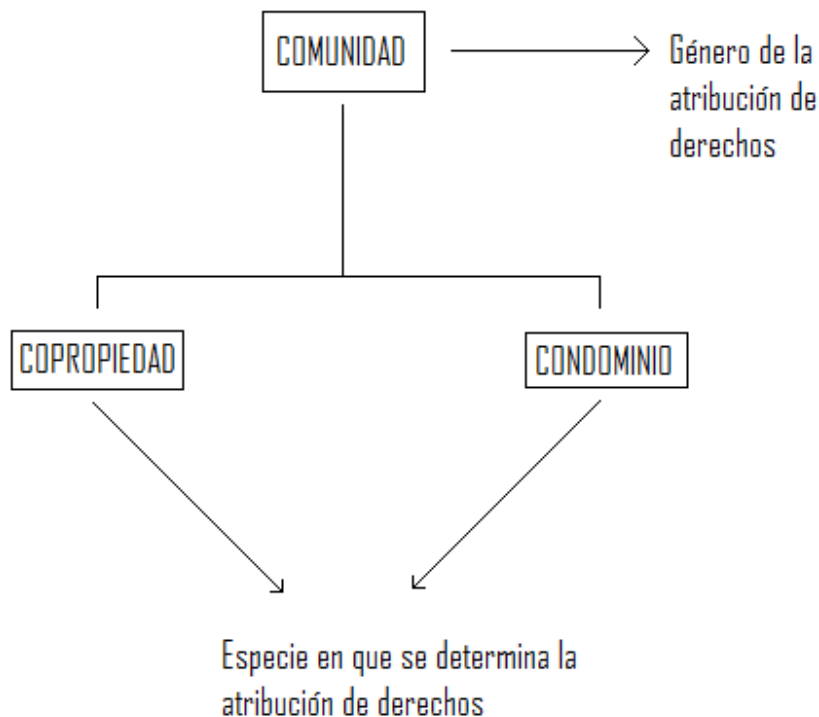 COMUNIDAD
Género de la
atribución de
derechos
COPROPIEDAD
CONDOMINIO
Especie en que se determina la
atribución de derechos